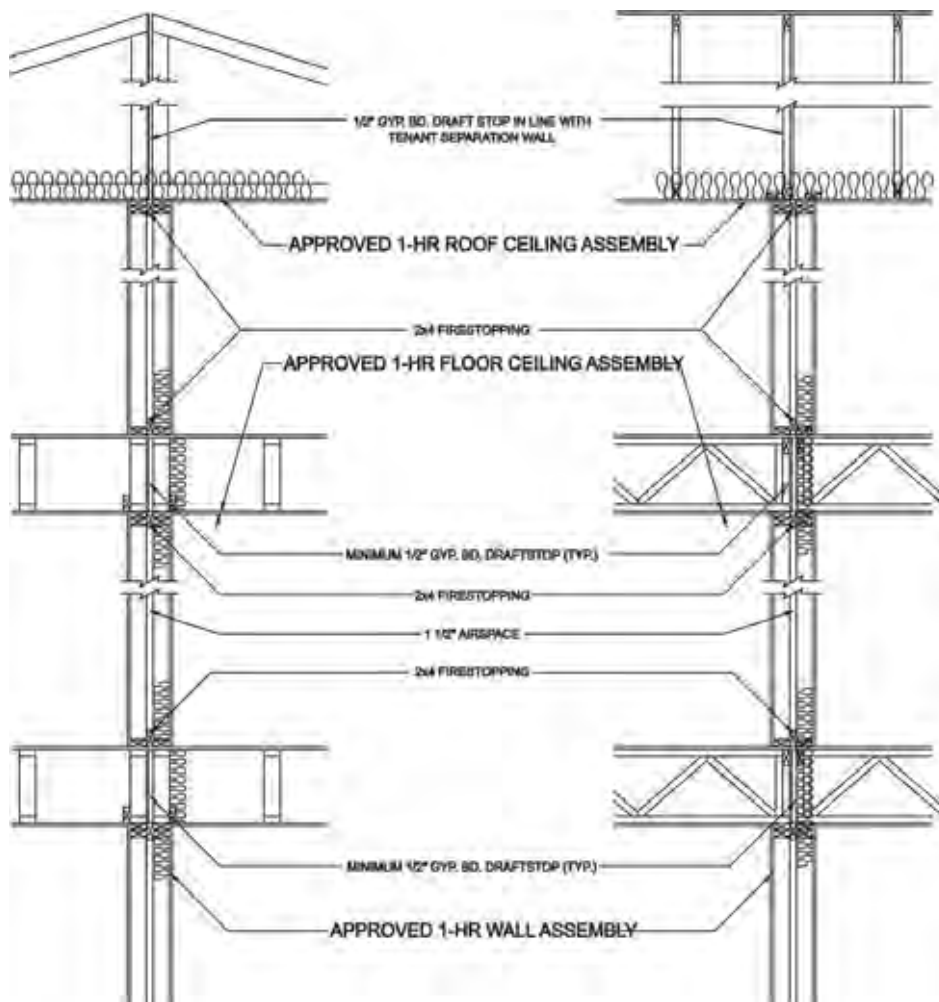 1/2" GYP. BD. DRAFT STOP IN LINE WITH
TENANT SEPARATION WALL
APPROVED 1-HR ROOF CEILING ASSEMBLY
2x4 FIRESTOPPING
APPROVED 1-HR FLOOR CEILING ASSEMBLY
MINIMUM 1/2" GYP. BD. DRAFTSTOP (TYP.)
2x4 FIRESTOPPING
1 1/2" AIRSPACE
2x4 FIRESTOPPING
MINIMUM 1/2" GYP. BD. DRAFTSTOP (TYP.)
APPROVED 1-HR WALL ASSEMBLY